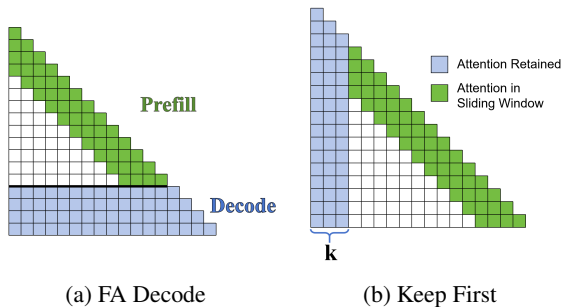 Prefill
Decode
Attention Retained
Attention in
Sliding Window
k
(a) FA Decode
(b) Keep First